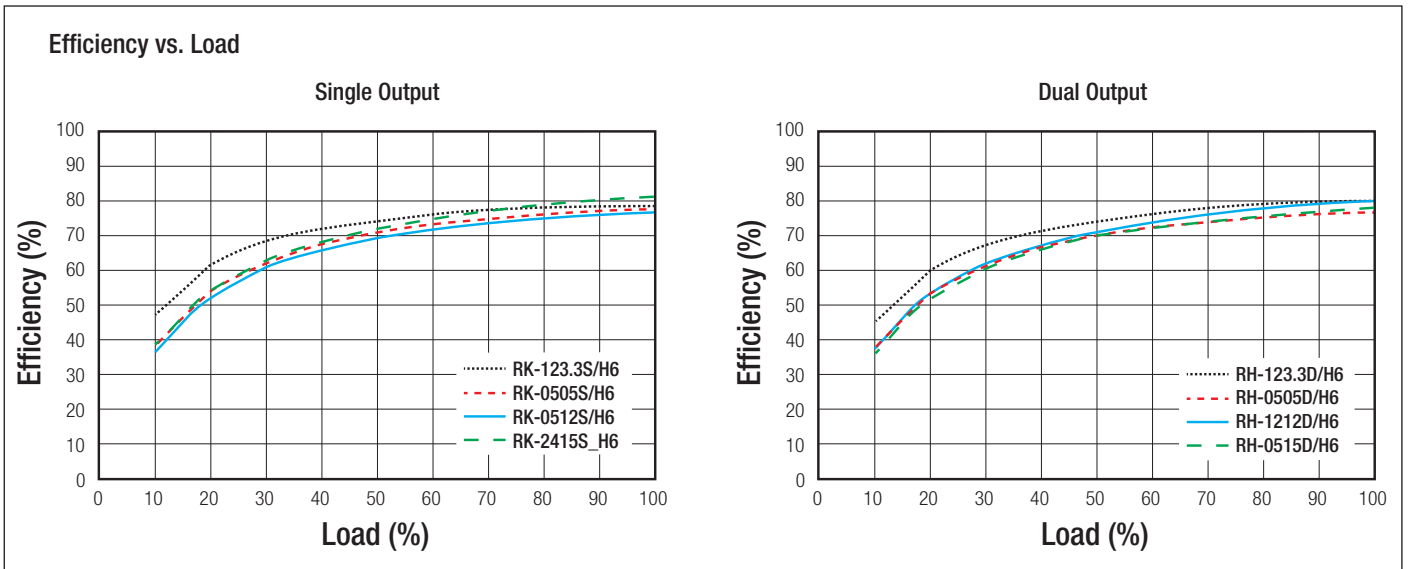 Efficiency vs. Load
Single Output
100
90
80
70
60
50
40
30
20
10
0
Efficiency (%)
0 10 20 30 40 50 60 70 80 90 100
Load (%)
RK-123.3S/H6
RK-0505S/H6
RK-0512S/H6
RK-2415S_H6
Dual Output
100
90
80
70
60
50
40
30
20
10
0
Efficiency (%)
0 10 20 30 40 50 60 70 80 90 100
Load (%)
RH-123.3D/H6
RH-0505D/H6
RH-1212D/H6
RH-0515D/H6